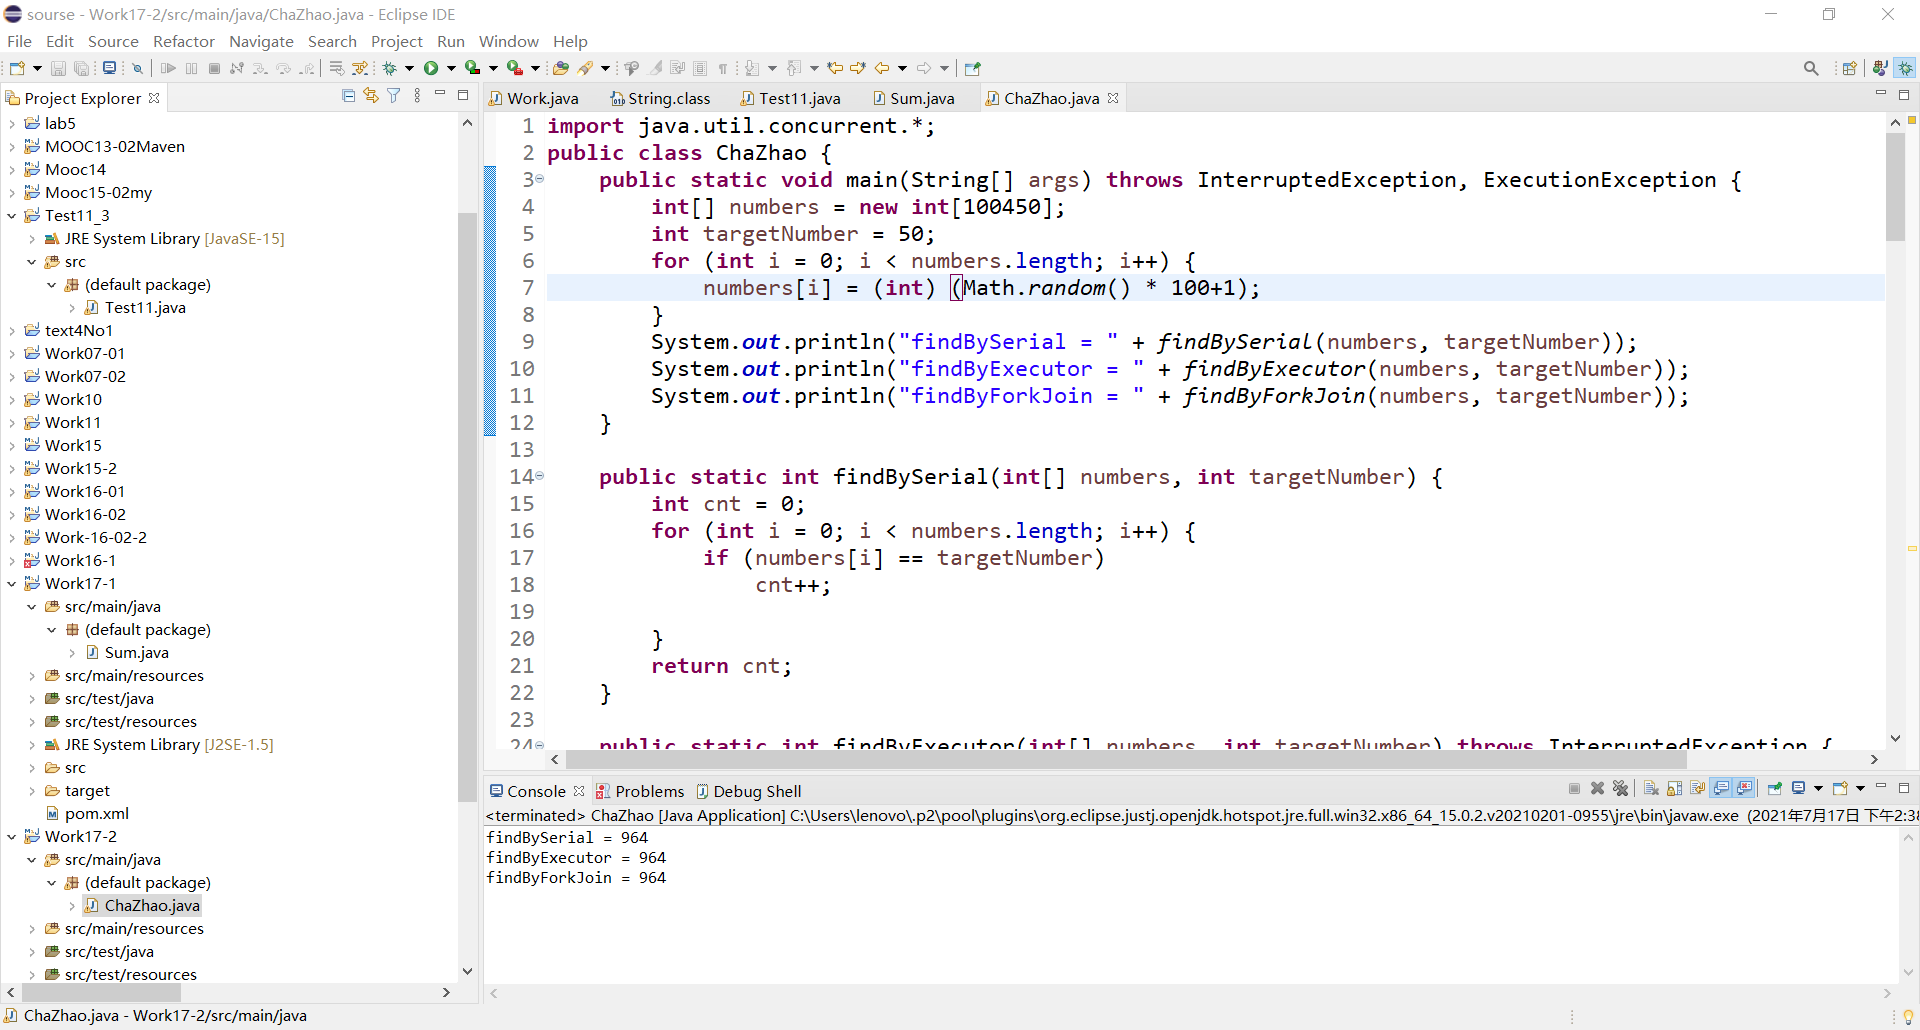 sourse - Work17-2/src/main/java/ChaZhao.java - Eclipse IDE
File Edit Source Refactor Navigate Search Project Run Window Help
Project Explorer
lab5
MOOC13-02Maven
Mooc14
Mooc15-02my
Test11_3
JRE System Library [JavaSE-15]
src
(default package)
Test11.java
text4No1
Work07-01
Work07-02
Work10
Work11
Work15
Work15-2
Work16-01
Work16-02
Work-16-02-2
Work16-1
Work17-1
src/main/java
(default package)
Sum.java
src/main/resources
src/test/java
src/test/resources
JRE System Library [J2SE-1.5]
src
target
pom.xml
Work17-2
src/main/java
(default package)
ChaZhao.java
src/main/resources
src/test/java
src/test/resources
Work.java String.class Test11.java Sum.java ChaZhao.java
1 import java.util.concurrent.*;
2 public class ChaZhao {
3 public static void main(String[] args) throws InterruptedException, ExecutionException {
4 int[] numbers = new int[100450];
5 int targetNumber = 50;
6 for (int i = 0; i < numbers.length; i++) {
7 numbers[i] = (int) (Math.random() * 100+1);
8 }
9 System.out.println("findBySerial = " + findBySerial(numbers, targetNumber));
10 System.out.println("findByExecutor = " + findByExecutor(numbers, targetNumber));
11 System.out.println("findByForkJoin = " + findByForkJoin(numbers, targetNumber));
12 }
13
14 public static int findBySerial(int[] numbers, int targetNumber) {
15 int cnt = 0;
16 for (int i = 0; i < numbers.length; i++) {
17 if (numbers[i] == targetNumber)
18 cnt++;
19
20 }
21 return cnt;
22 }
23
24 public static int findByExecutor(int[] numbers, int targetNumber) throws InterruptedException {
Console Problems Debug Shell
<terminated> ChaZhao [Java Application] C:\Users\lenovo\.p2\pool\plugins\org.eclipse.justj.openjdk.hotspot.jre.full.win32.x86_64_15.0.2.v20210201-0955\jre\bin\javaw.exe (2021年7月17日 下午2:38
findBySerial = 964
findByExecutor = 964
findByForkJoin = 964
ChaZhao.java - Work17-2/src/main/java